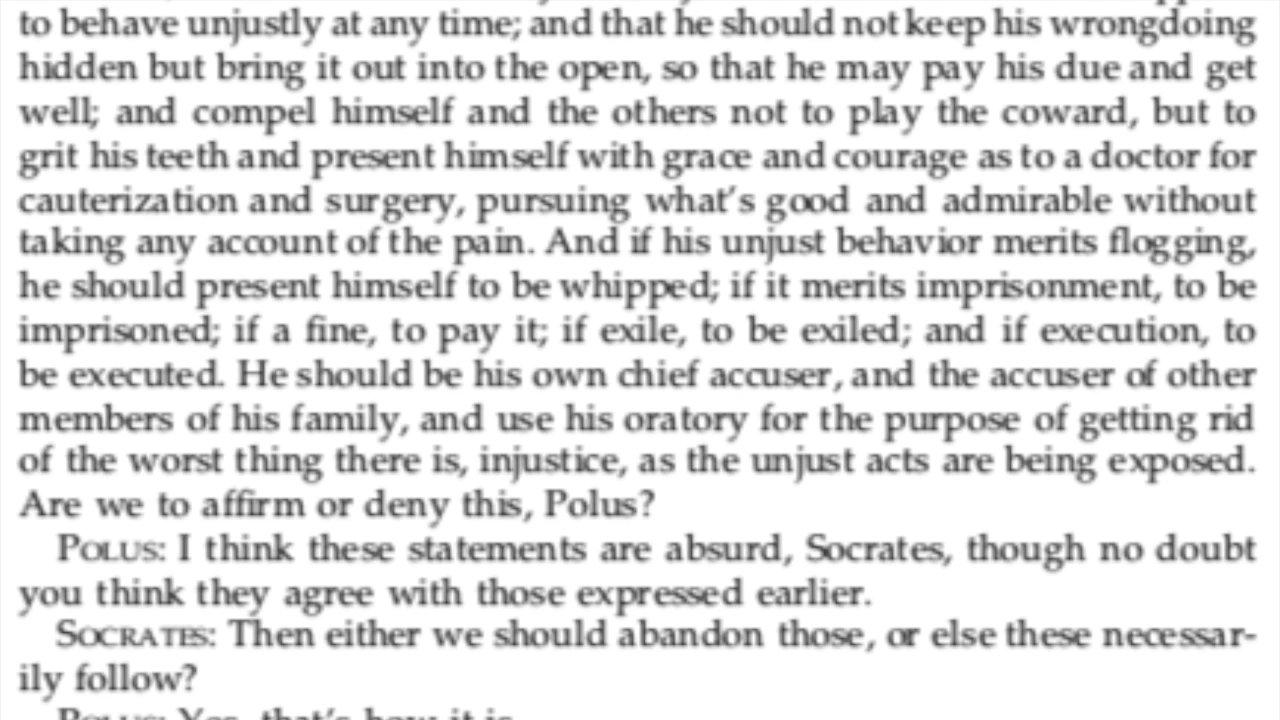 to behave unjustly at any time; and that he should not keep his wrongdoing
hidden but bring it out into the open, so that he may pay his due and get
well; and compel himself and the others not to play the coward, but to
grit his teeth and present himself with grace and courage as to a doctor for
cauterization and surgery, pursuing what's good and admirable without
taking any account of the pain. And if his unjust behavior merits flogging,
he should present himself to be whipped; if it merits imprisonment, to be
imprisoned; if a fine, to pay it; if exile, to be exiled; and if execution, to
be executed. He should be his own chief accuser, and the accuser of other
members of his family, and use his oratory for the purpose of getting rid
of the worst thing there is, injustice, as the unjust acts are being exposed.
Are we to affirm or deny this, Polus?
POLUS: I think these statements are absurd, Socrates, though no doubt
you think they agree with those expressed earlier.
SOCRATES: Then either we should abandon those, or else these necessar-
ily follow?
POLUS: Yes, that's how it is.